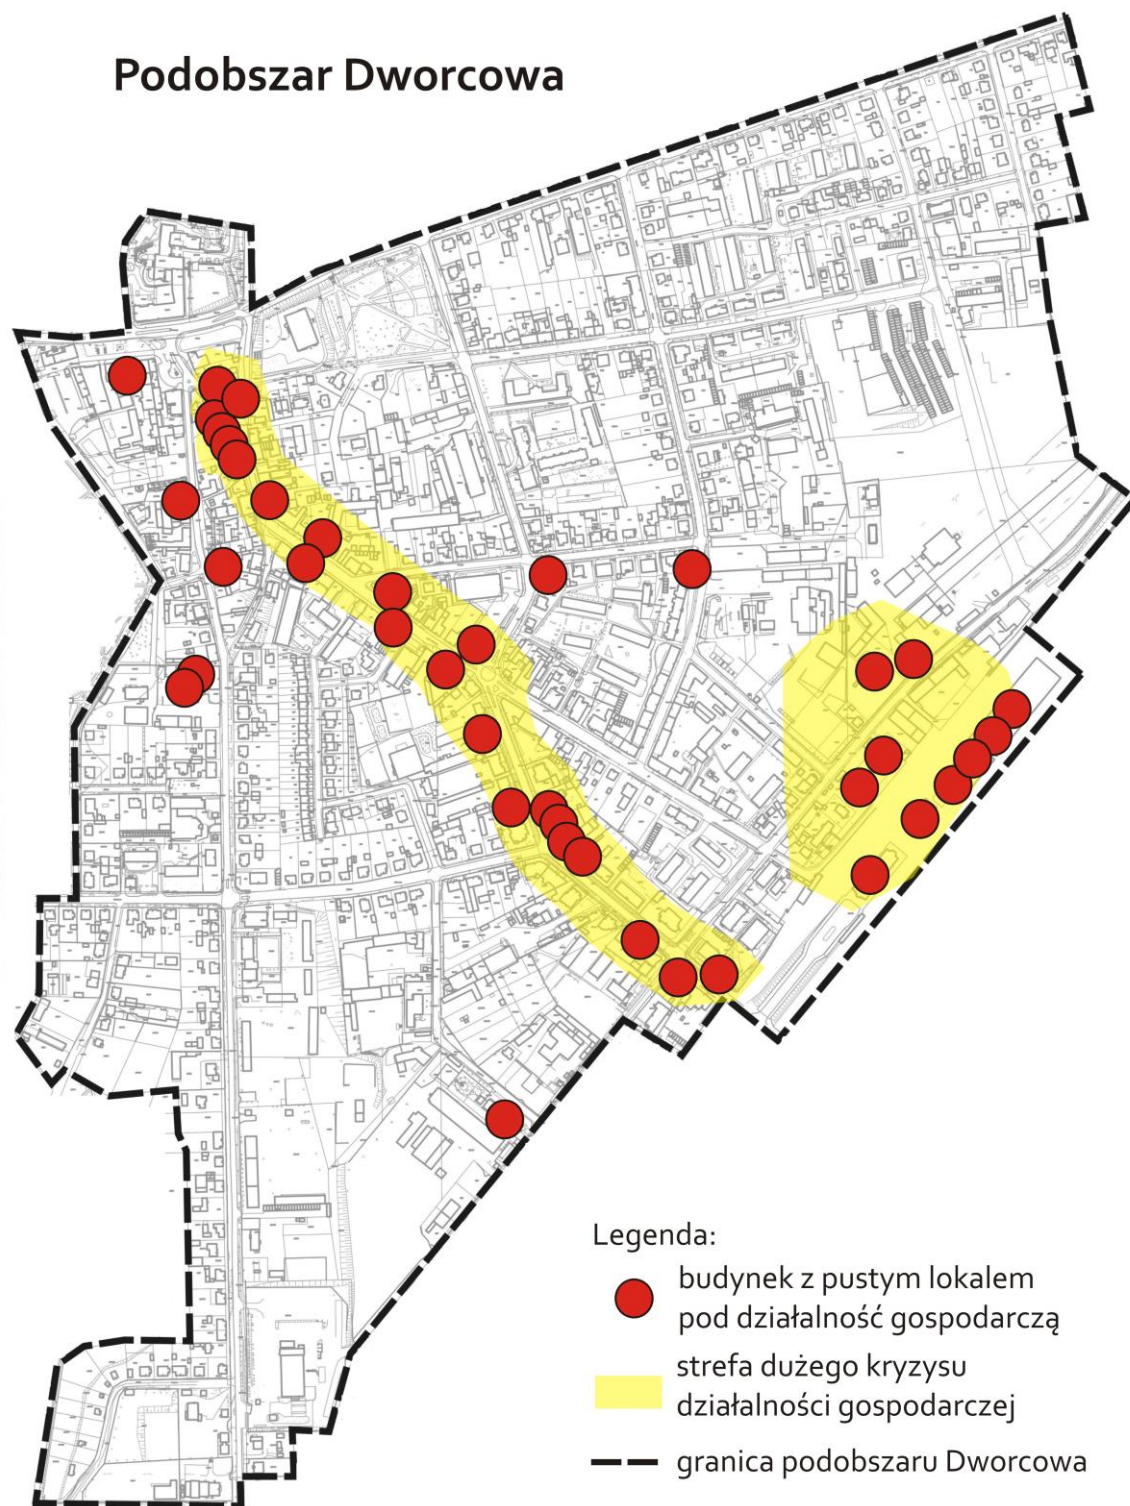 Podobszar Dworcowa
Legenda:
budynek z pustym lokalem
pod działalność gospodarczą
strefa dużego kryzysu
działalności gospodarczej
granica podobszaru Dworcowa